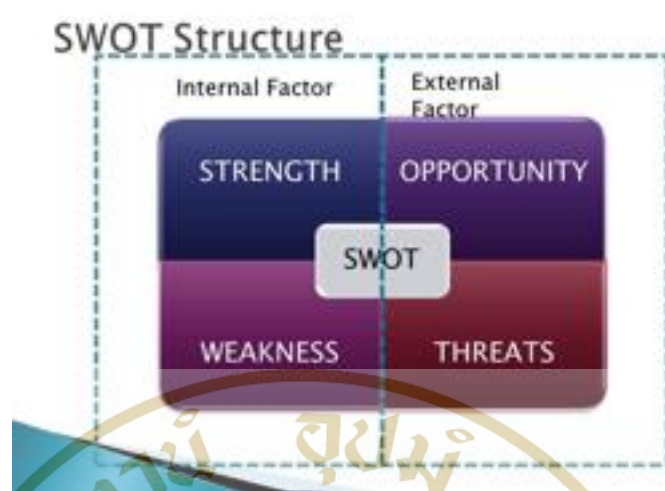 SWOT Structure
Internal Factor
External
Factor
STRENGTH
OPPORTUNITY
SWOT
WEAKNESS
THREATS